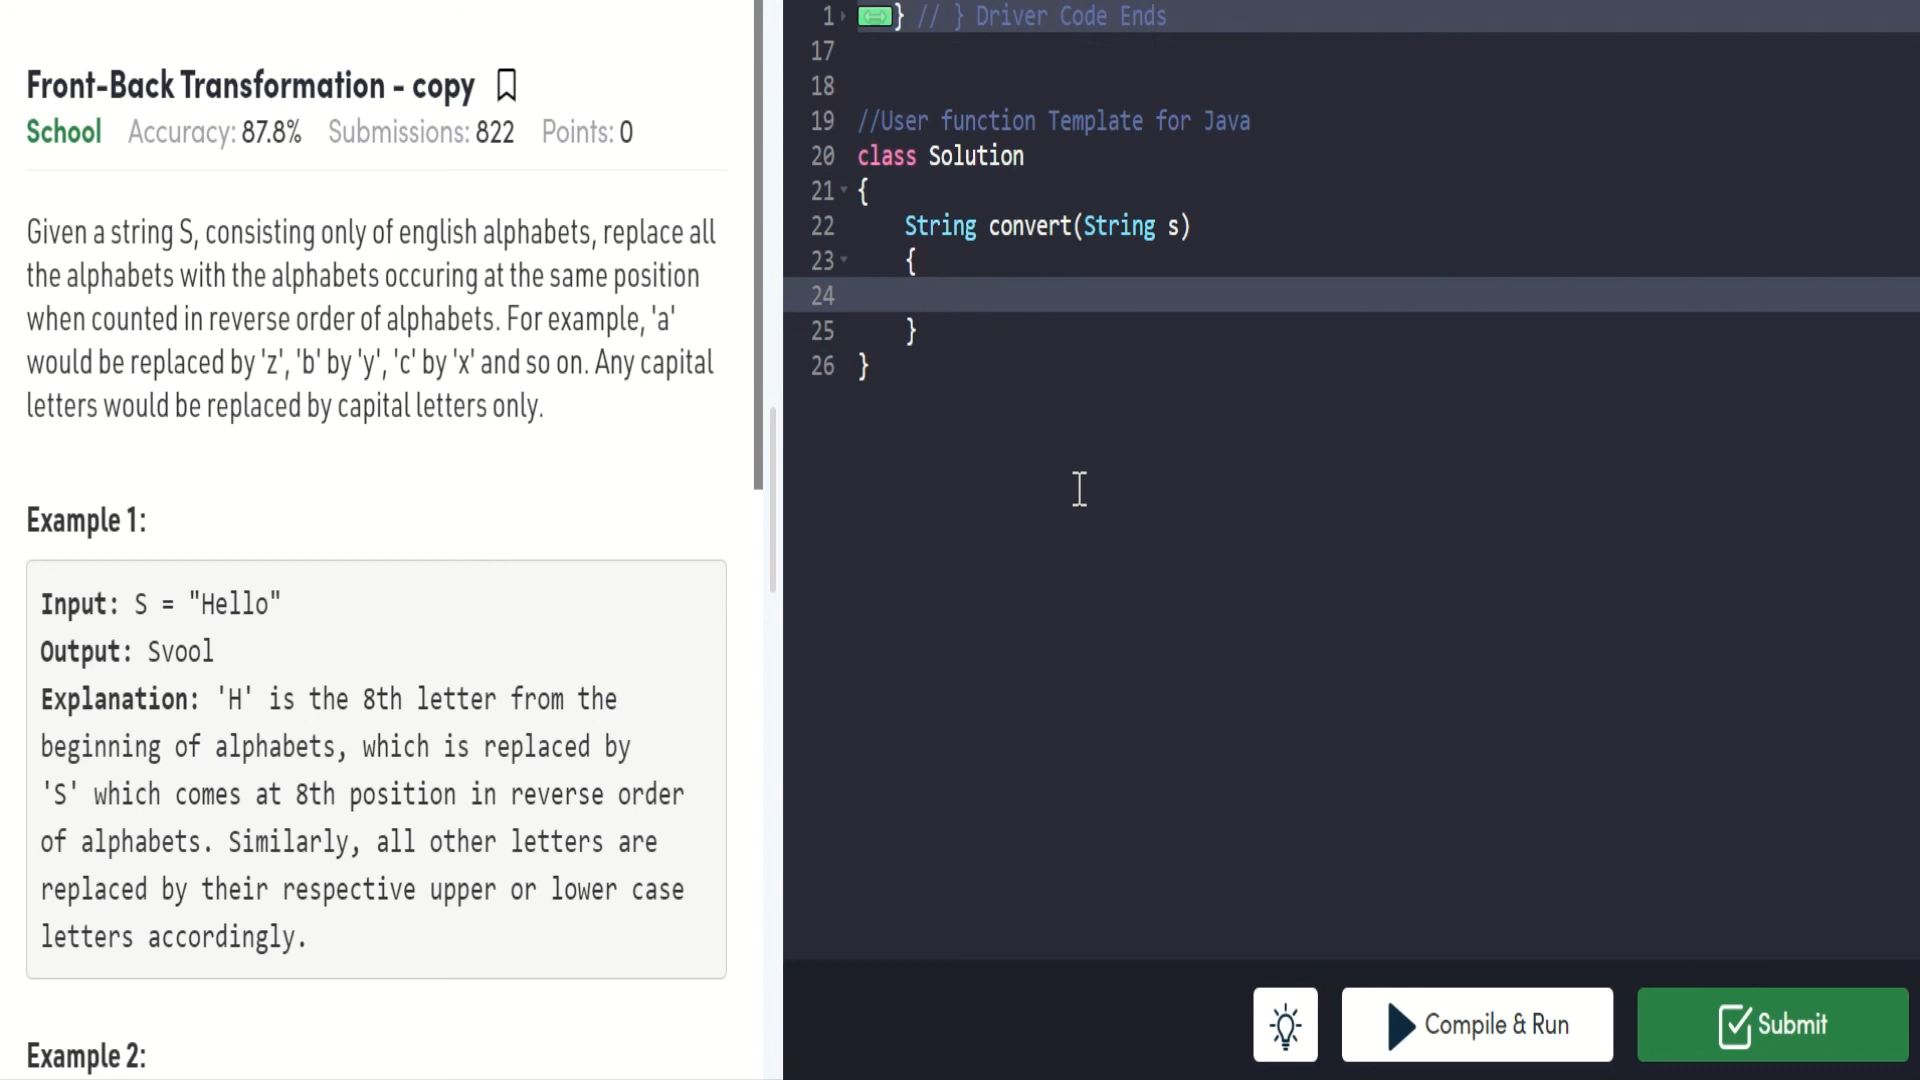 Front-Back Transformation - copy
School Accuracy: 87.8% Submissions: 822 Points: 0
Given a string S, consisting only of english alphabets, replace all
the alphabets with the alphabets occuring at the same position
when counted in reverse order of alphabets. For example, 'a'
would be replaced by 'z', 'b' by 'y', 'c' by 'x' and so on. Any capital
letters would be replaced by capital letters only.
Example 1:
Input: S = "Hello"
Output: Svool
Explanation: 'H' is the 8th letter from the
beginning of alphabets, which is replaced by
'S' which comes at 8th position in reverse order
of alphabets. Similarly, all other letters are
replaced by their respective upper or lower case
letters accordingly.
Example 2:
1 } // } Driver Code Ends
17
18
19 //User function Template for Java
20 class Solution
21 {
22 String convert(String s)
23 {
24
25 }
26 }
Compile & Run
Submit